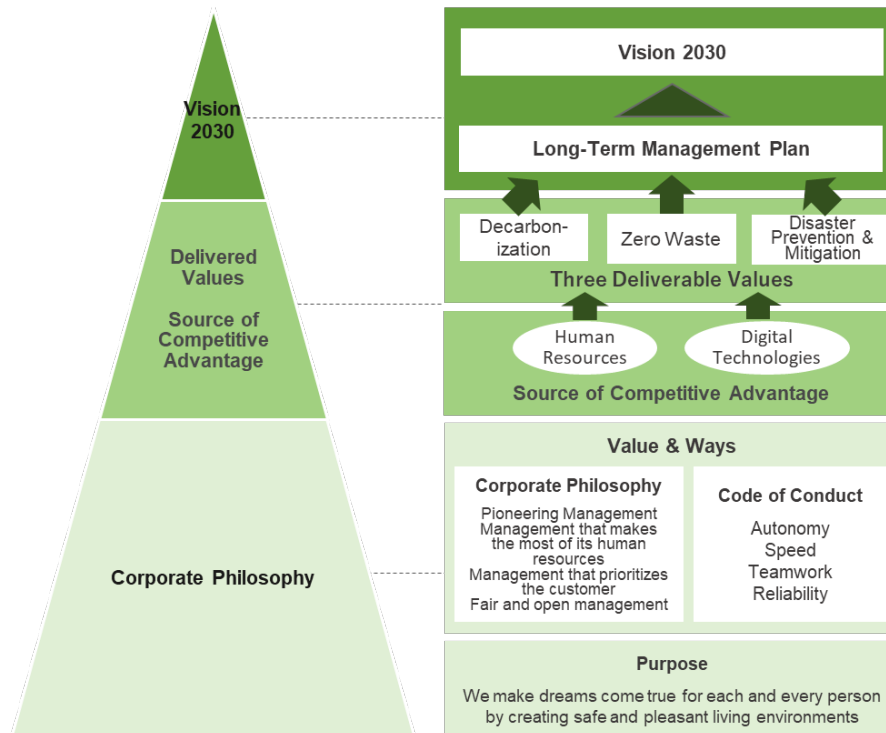 Vision
2030
Delivered
Values
Source of
Competitive
Advantage
Corporate Philosophy
Vision 2030
Long-Term Management Plan
Decarbon-
ization
Zero Waste
Disaster
Prevention &
Mitigation
Three Deliverable Values
Human
Resources
Digital
Technologies
Source of Competitive Advantage
Value & Ways
Corporate Philosophy
Pioneering Management
Management that makes
the most of its human
resources
Management that prioritizes
the customer
Fair and open management
Code of Conduct
Autonomy
Speed
Teamwork
Reliability
Purpose
We make dreams come true for each and every person
by creating safe and pleasant living environments